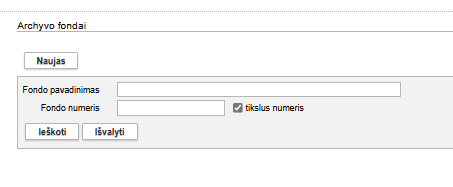 Archyvo fondai
Naujas
Fondo pavadinimas
Fondo numeris tikslus numeris
Ieškoti Išvalyti